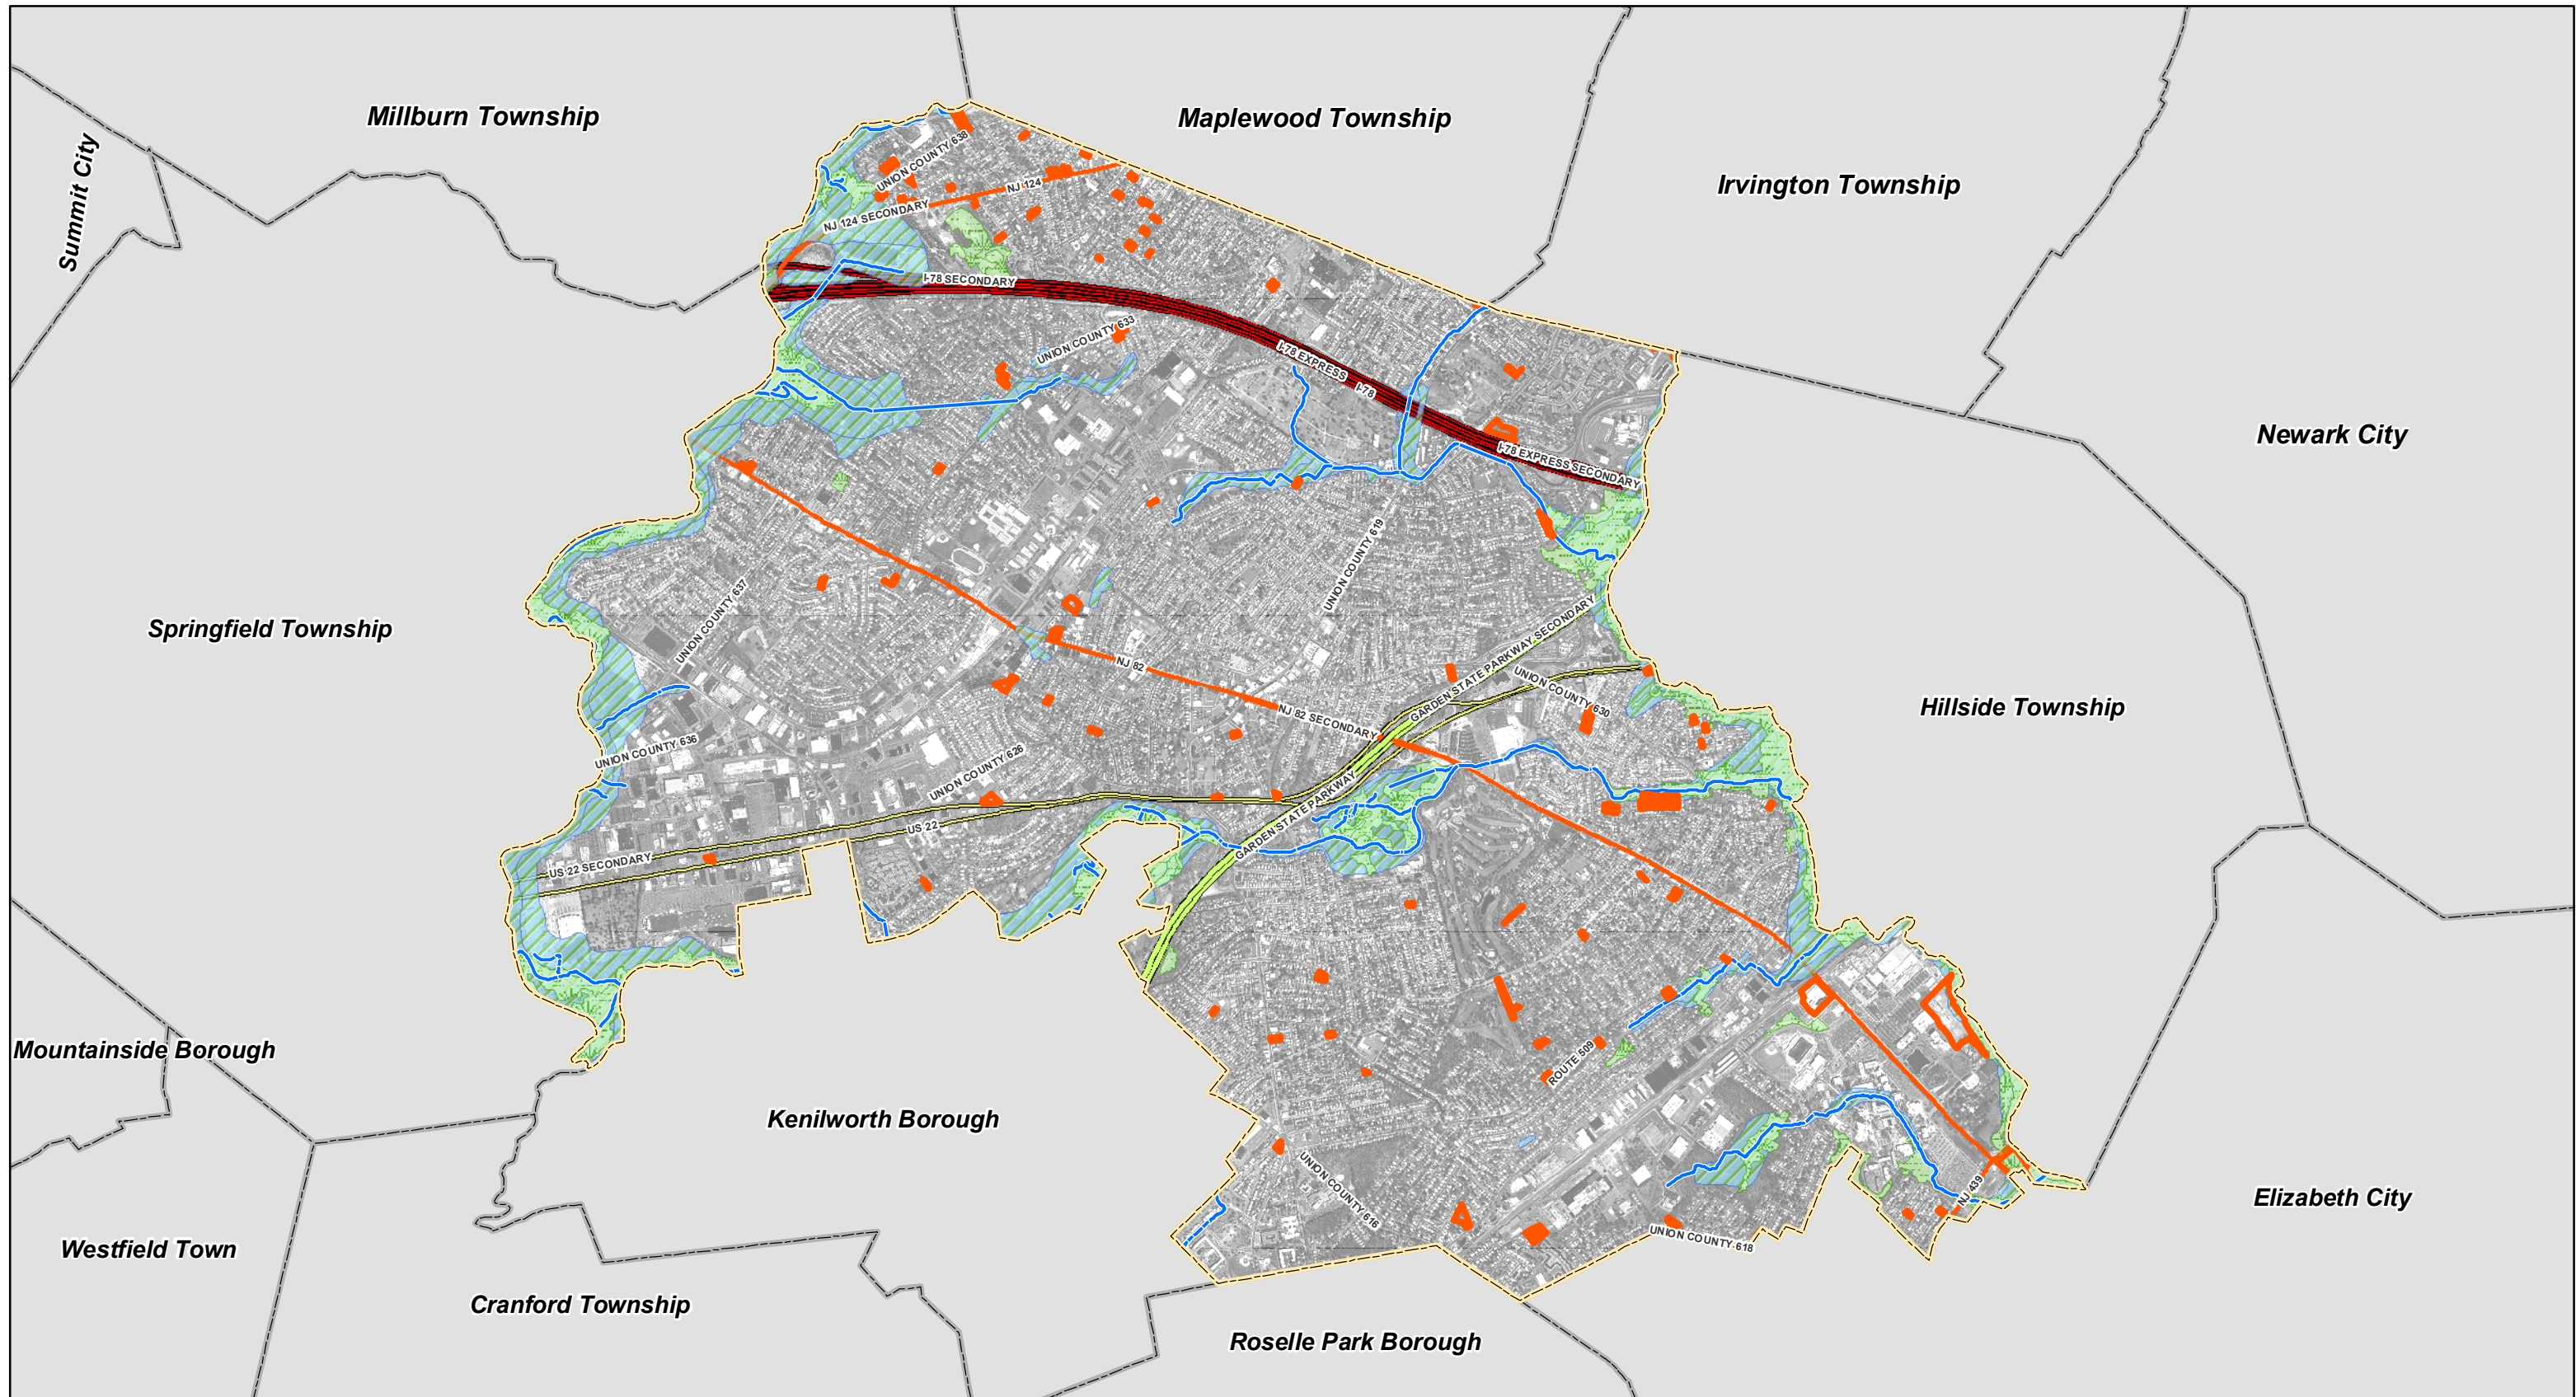 Millburn Township
Maplewood Township
Summit City
Irvington Township
UNION COUNTY 638
NJ 124
NJ 124 SECONDARY
I-78 SECONDARY
UNION COUNTY 633
I-78 EXPRESS
I-78
I-78 EXPRESS SECONDARY
Newark City
UNION COUNTY 619
UNION COUNTY 637
Springfield Township
GARDEN STATE PARKWAY SECONDARY
NJ 82
UNION COUNTY 630
NJ 82 SECONDARY
Hillside Township
UNION COUNTY 636
UNION COUNTY 626
GARDEN STATE PARKWAY
US 22
US 22 SECONDARY
Mountainside Borough
ROUTE 509
Kenilworth Borough
UNION COUNTY 616
NJ 439
Elizabeth City
UNION COUNTY 618
Westfield Town
Cranford Township
Roselle Park Borough